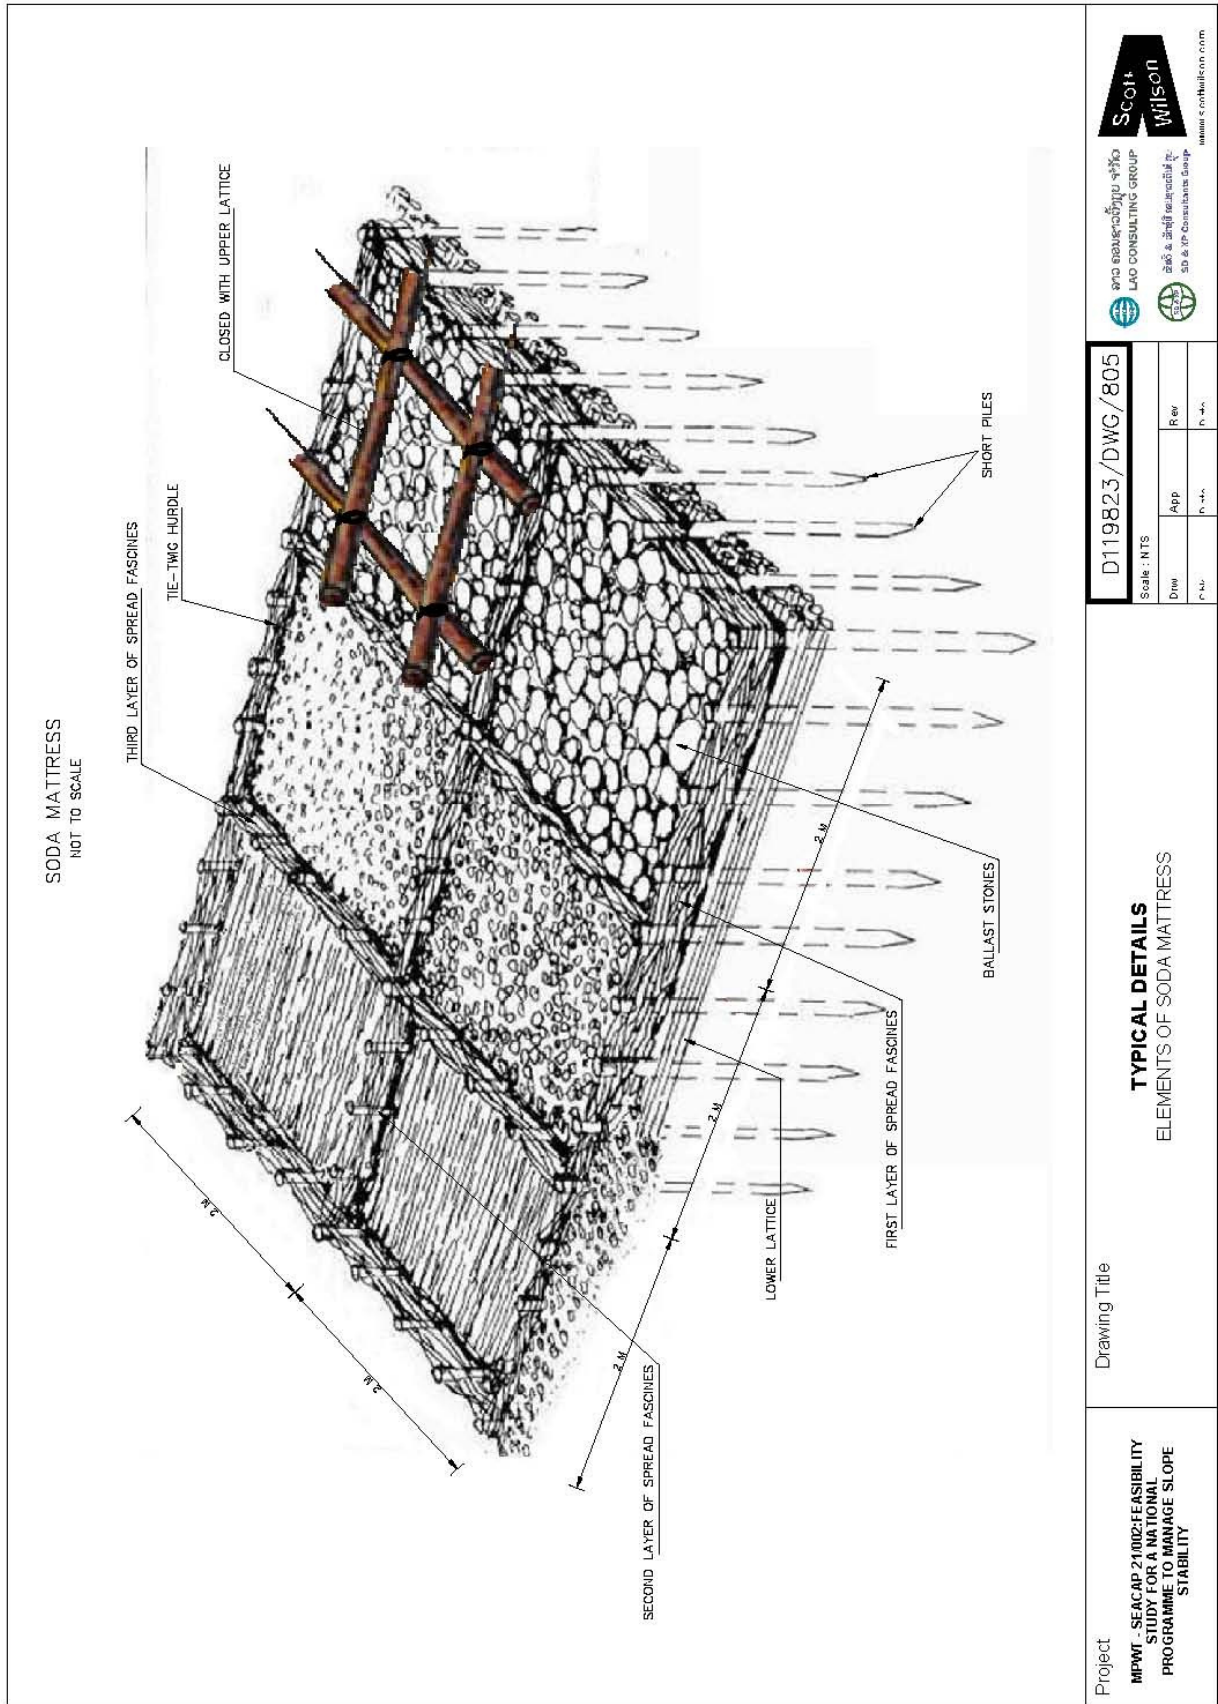 SODA MATTRESS
NOT TO SCALE
THIRD LAYER OF SPREAD FASCINES
TIE-TWIG HURDLE
CLOSED WITH UPPER LATTICE
2 M
2 M
SECOND LAYER OF SPREAD FASCINES
2 M
2 M
2 M
LOWER LATTICE
FIRST LAYER OF SPREAD FASCINES
BALLAST STONES
SHORT PILES
Project
MPWT - SEACAP 21/002:FEASIBILITY
STUDY FOR A NATIONAL
PROGRAMME TO MANAGE SLOPE
STABILITY
Drawing Title
TYPICAL DETAILS
ELEMENTS OF SODA MATTRESS
D119823/DWG/805
Scale : NTS
Drw
App
Rev
LAO CONSULTING GROUP
SD & XP Consultants Group
Scott
Wilson